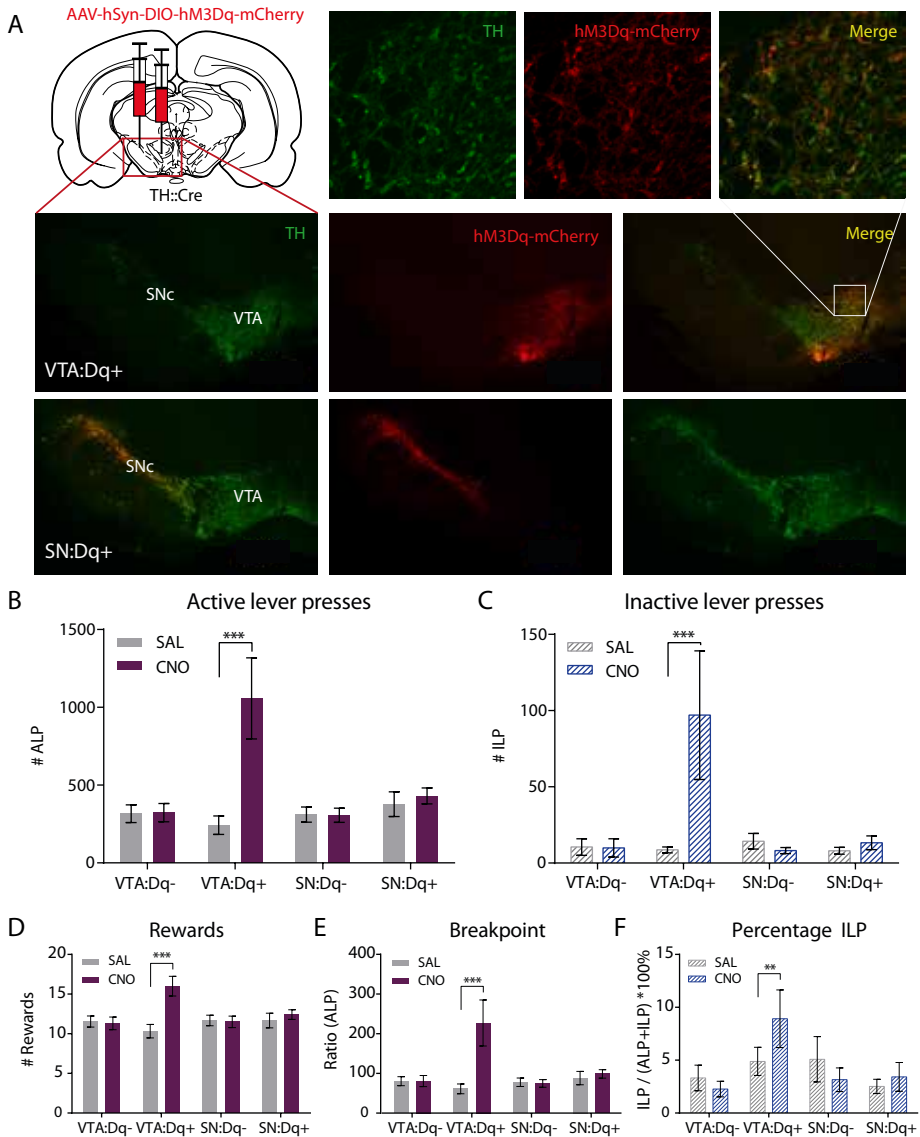 A
AAV-hSyn-DIO-hM3Dq-mCherry
TH::Cre
TH
hM3Dq-mCherry
Merge
TH
SNc
VTA
VTA:Dq+
hM3Dq-mCherry
Merge
SNc
VTA
SN:Dq+
B
Active lever presses
# ALP
1500
1000
500
0
SAL
CNO
***
VTA:Dq-
VTA:Dq+
SN:Dq-
SN:Dq+
C
Inactive lever presses
# ILP
150
100
50
0
SAL
CNO
***
VTA:Dq-
VTA:Dq+
SN:Dq-
SN:Dq+
D
Rewards
# Rewards
20
15
10
5
0
SAL
CNO
***
VTA:Dq-
VTA:Dq+
SN:Dq-
SN:Dq+
E
Breakpoint
Ratio (ALP)
400
300
200
100
0
SAL
CNO
***
VTA:Dq-
VTA:Dq+
SN:Dq-
SN:Dq+
F
Percentage ILP
ILP / (ALP+ILP) *100%
15
10
5
0
SAL
CNO
**
VTA:Dq-
VTA:Dq+
SN:Dq-
SN:Dq+